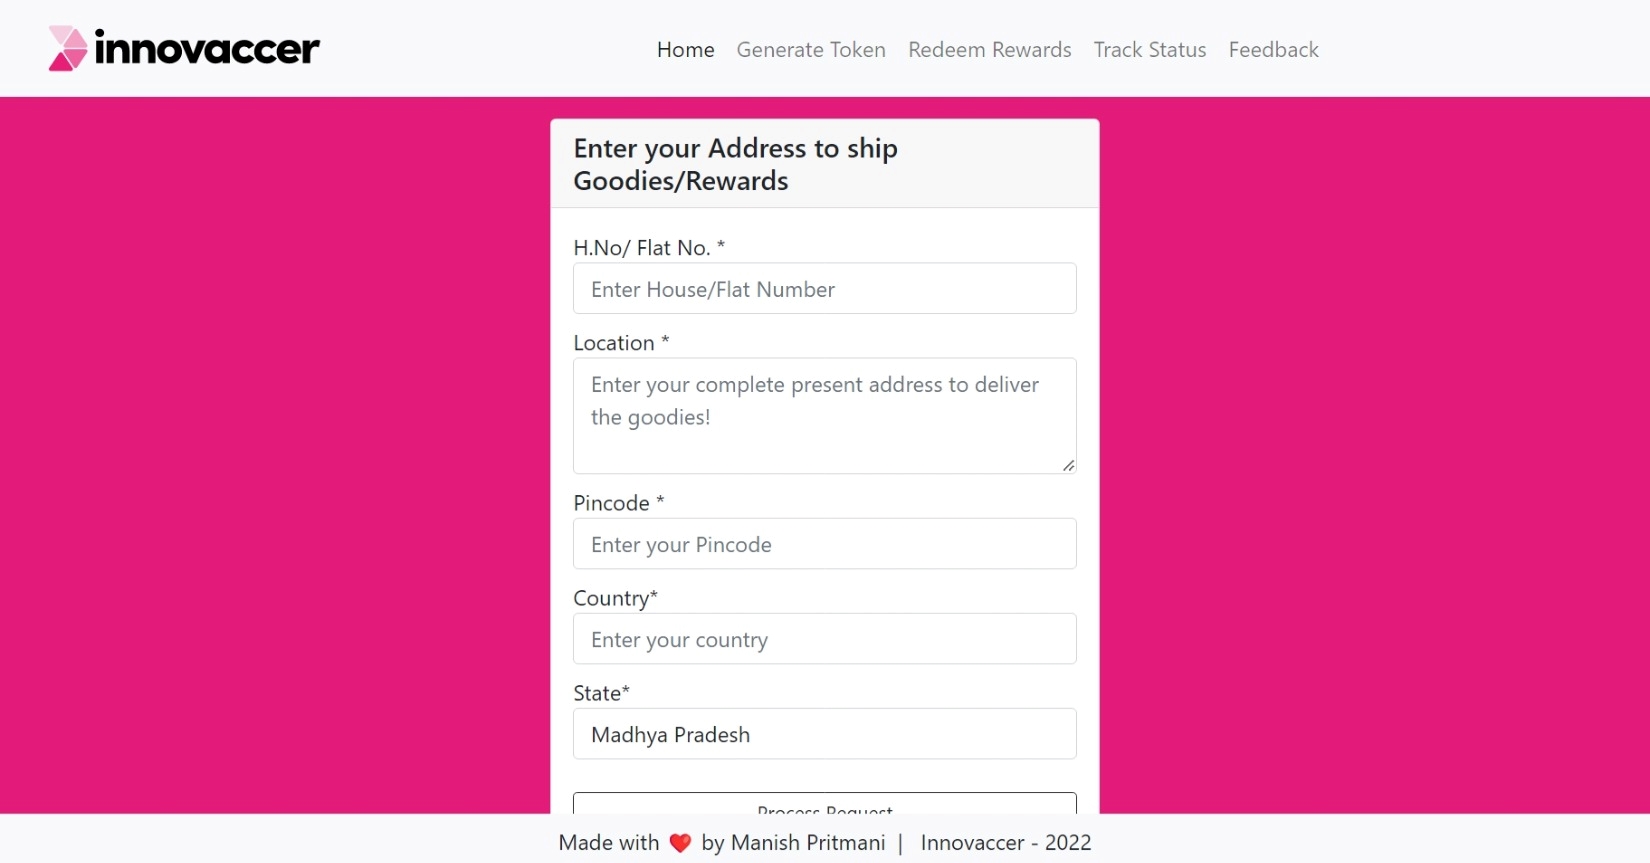 innovaccer
Home Generate Token Redeem Rewards Track Status Feedback
Enter your Address to ship
Goodies/Rewards
H.No/ Flat No. *
Enter House/Flat Number
Location *
Enter your complete present address to deliver
the goodies!
Pincode *
Enter your Pincode
Country*
Enter your country
State*
Madhya Pradesh
Process Request
Made with ❤️ by Manish Pritmani | Innovaccer - 2022